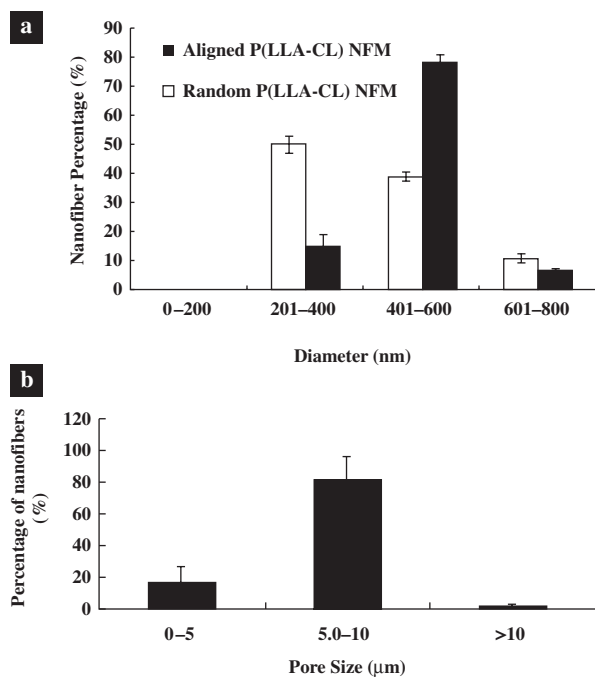 a
90
80
70
60
50
40
30
20
10
0
Nanofiber Percentage (%)
Aligned P(LLA-CL) NFM
Random P(LLA-CL) NFM
0–200 201–400 401–600 601–800
Diameter (nm)
b
120
100
80
60
40
20
0
Percentage of nanofibers
(%)
0–5 5.0–10 >10
Pore Size (μm)